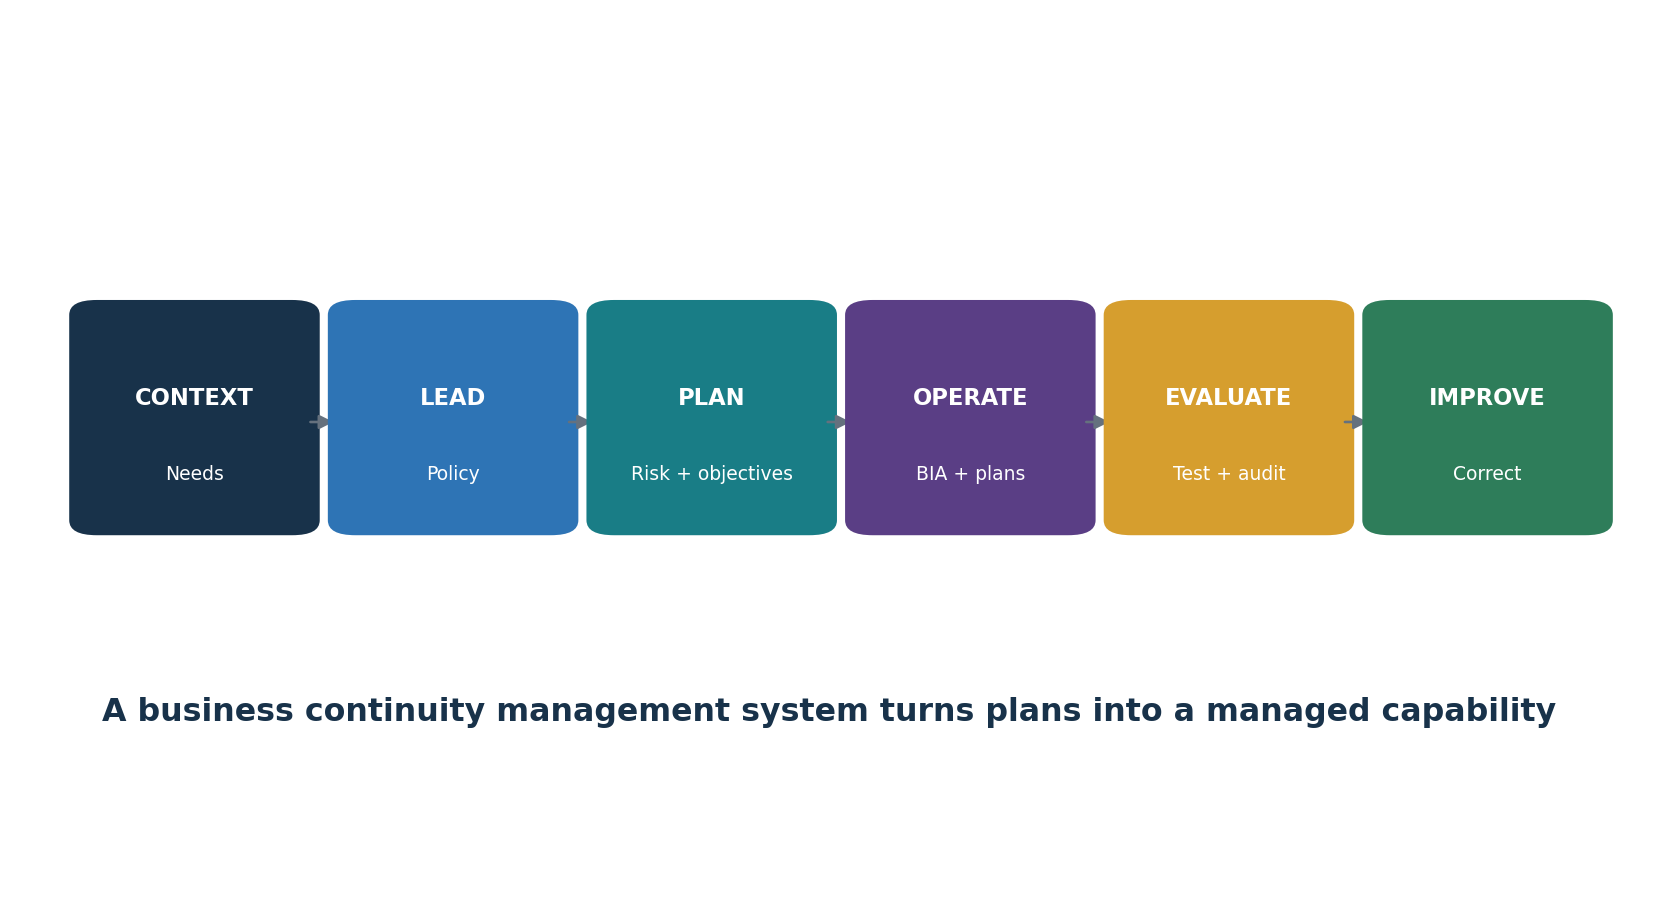 CONTEXT
Needs
LEAD
Policy
PLAN
Risk + objectives
OPERATE
BIA + plans
EVALUATE
Test + audit
IMPROVE
Correct
A business continuity management system turns plans into a managed capability